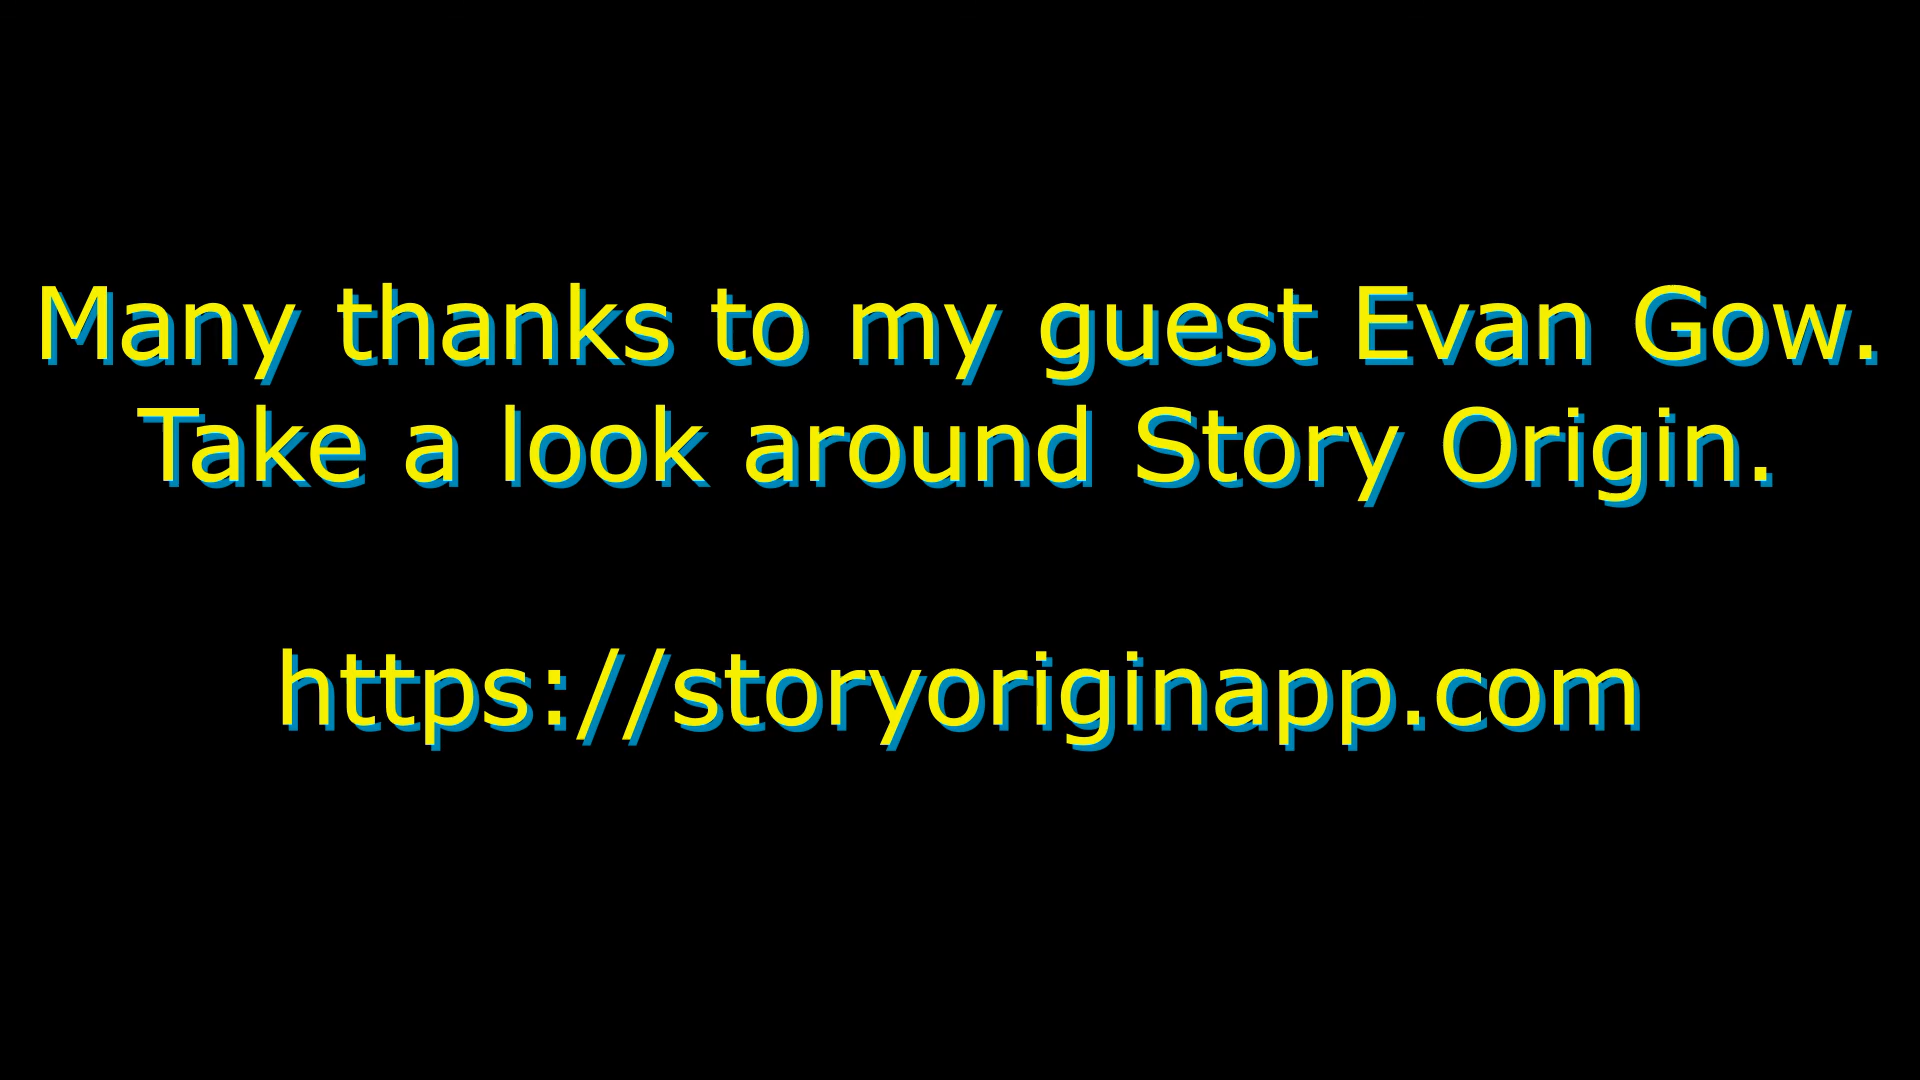 Many thanks to my guest Evan Gow.
Take a look around Story Origin.
https://storyoriginapp.com